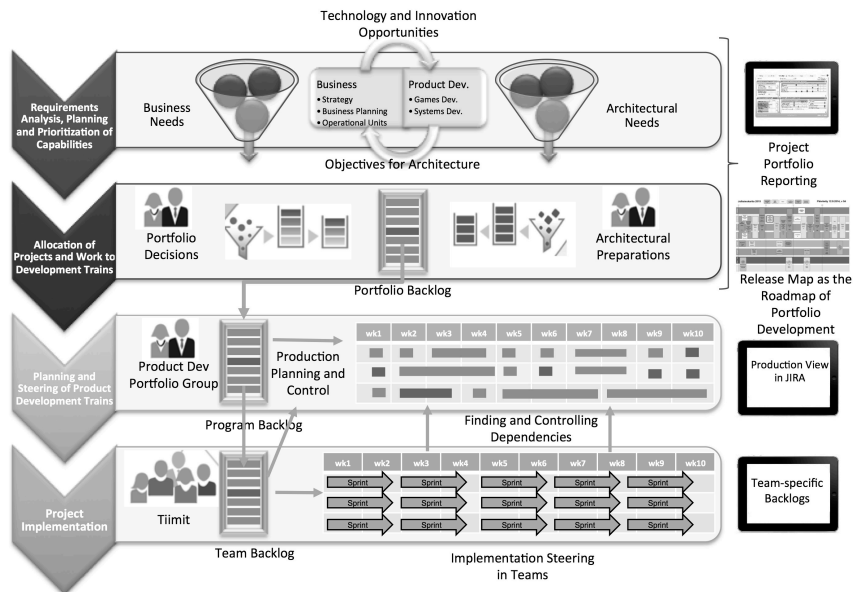 Technology and Innovation
Opportunities
Requirements
Analysis, Planning
and Prioritization of
Capabilities
Business
Needs
Business
• Strategy
• Business Planning
• Operational Units
Product Dev.
• Games Dev.
• Systems Dev.
Architectural
Needs
Objectives for Architecture
Project
Portfolio
Reporting
Allocation of
Projects and Work to
Development Trains
Portfolio
Decisions
Architectural
Preparations
Portfolio Backlog
Release Map as the
Roadmap of
Portfolio
Development
Planning and
Steering of Product
Development Trains
Product Dev
Portfolio Group
Production
Planning and
Control
wk1 wk2 wk3 wk4 wk5 wk6 wk7 wk8 wk9 wk10
Program Backlog
Finding and Controlling
Dependencies
Production View
in JIRA
Project
Implementation
Tiimit
Team Backlog
wk1 wk2 wk3 wk4 wk5 wk6 wk7 wk8 wk9 wk10
Sprint Sprint Sprint Sprint Sprint
Sprint Sprint Sprint Sprint Sprint
Sprint Sprint Sprint Sprint Sprint
Implementation Steering
in Teams
Team-specific
Backlogs